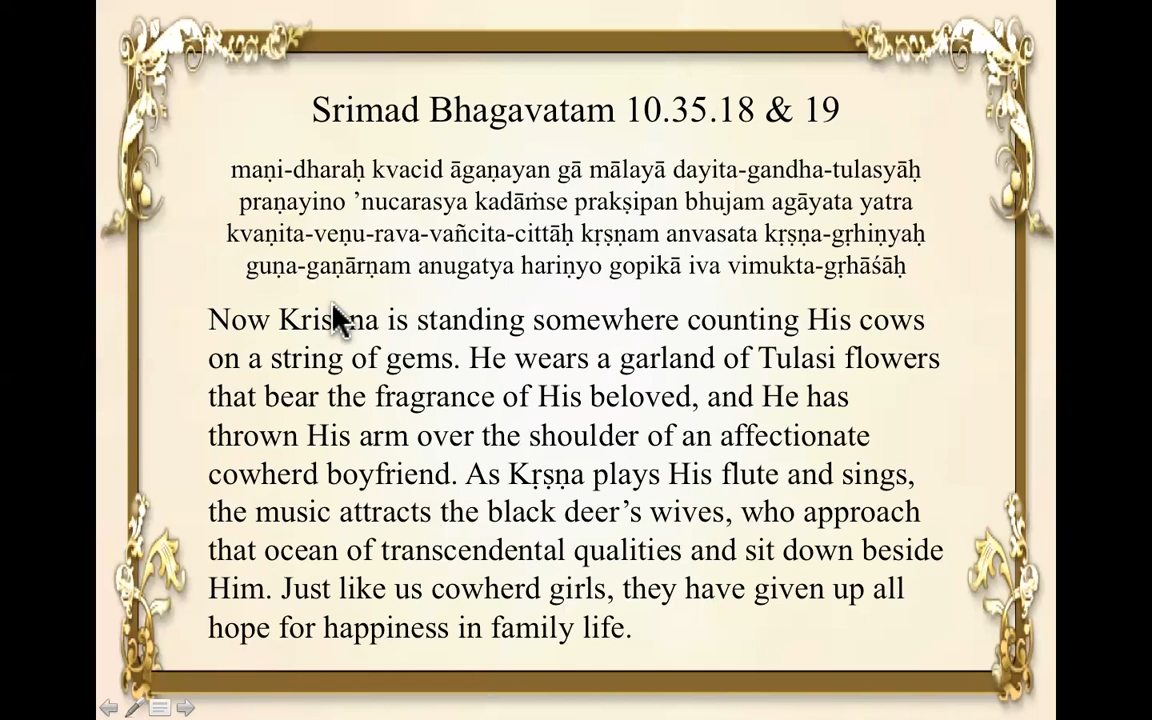 Srimad Bhagavatam 10.35.18 & 19
maṇi-dharaḥ kvacid āgaṇayan gā mālayā dayita-gandha-tulasyāḥ
praṇayino ’nucarasya kadāṁse prakṣipan bhujam agāyata yatra
kvaṇita-veṇu-rava-vañcita-cittāḥ kṛṣṇam anvasata kṛṣṇa-gṛhiṇyaḥ
guṇa-gaṇārṇam anugatya hariṇyo gopikā iva vimukta-gṛhāśāḥ
Now Krishna is standing somewhere counting His cows
on a string of gems. He wears a garland of Tulasi flowers
that bear the fragrance of His beloved, and He has
thrown His arm over the shoulder of an affectionate
cowherd boyfriend. As Kṛṣṇa plays His flute and sings,
the music attracts the black deer’s wives, who approach
that ocean of transcendental qualities and sit down beside
Him. Just like us cowherd girls, they have given up all
hope for happiness in family life.